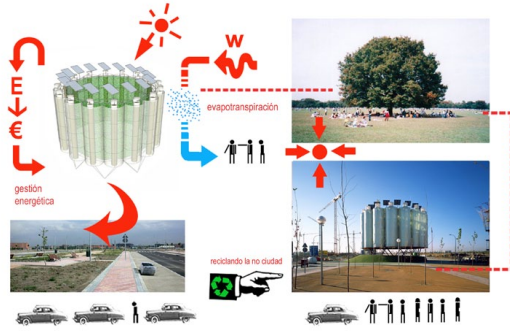 W
E
€
evapotranspiración
gestión
energética
reciclando la no ciudad